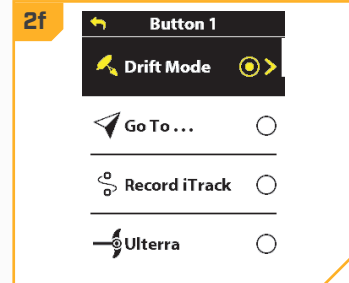 2f
Button 1
Drift Mode
Go To . . .
Record iTrack
Ulterra